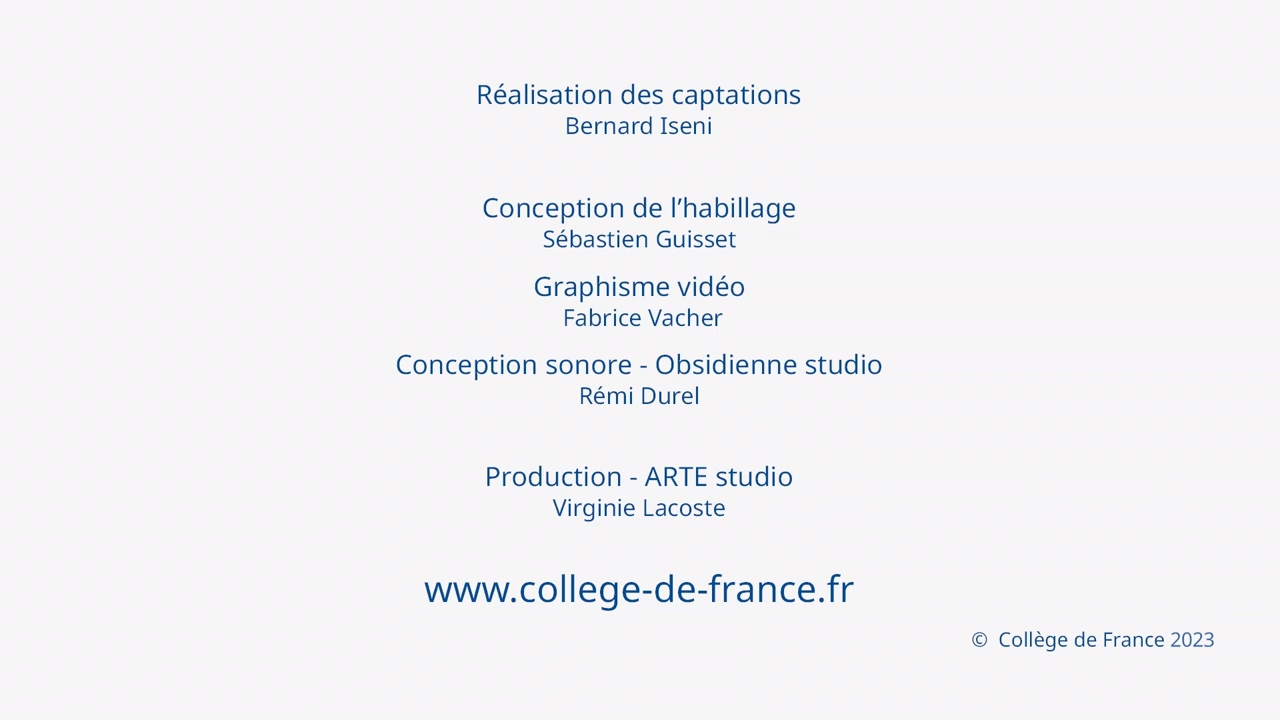 Réalisation des captations
Bernard Iseni
Conception de l’habillage
Sébastien Guisset
Graphisme vidéo
Fabrice Vacher
Conception sonore - Obsidienne studio
Rémi Durel
Production - ARTE studio
Virginie Lacoste
www.college-de-france.fr
© Collège de France 2023